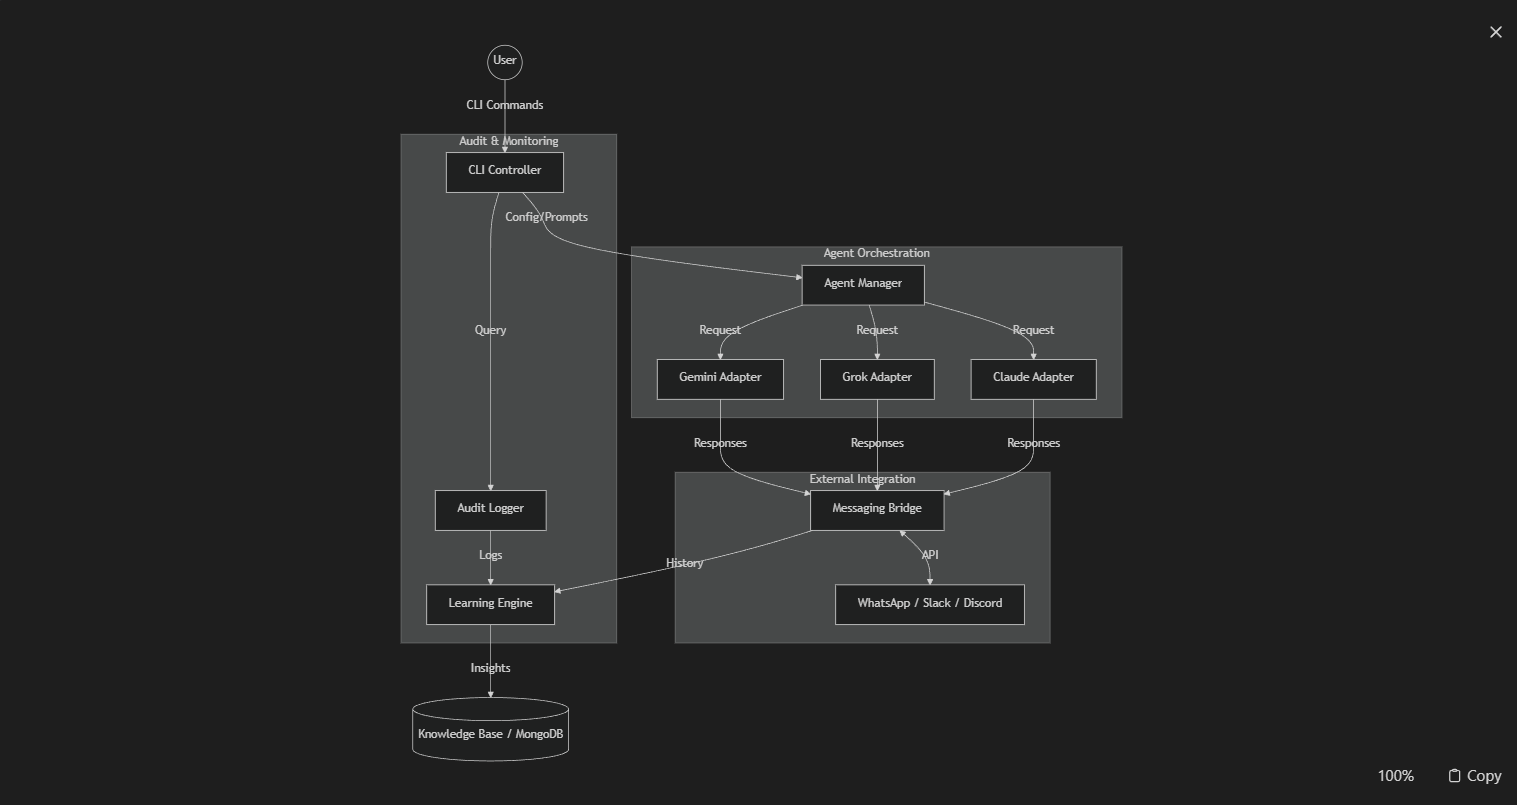 User
CLI Commands
Audit & Monitoring
CLI Controller
Config/Prompts
Agent Orchestration
Agent Manager
Query
Request
Request
Request
Gemini Adapter
Grok Adapter
Claude Adapter
Responses
Responses
Responses
External Integration
Audit Logger
Messaging Bridge
Logs
History
API
Learning Engine
WhatsApp / Slack / Discord
Insights
Knowledge Base / MongoDB
100%
Copy